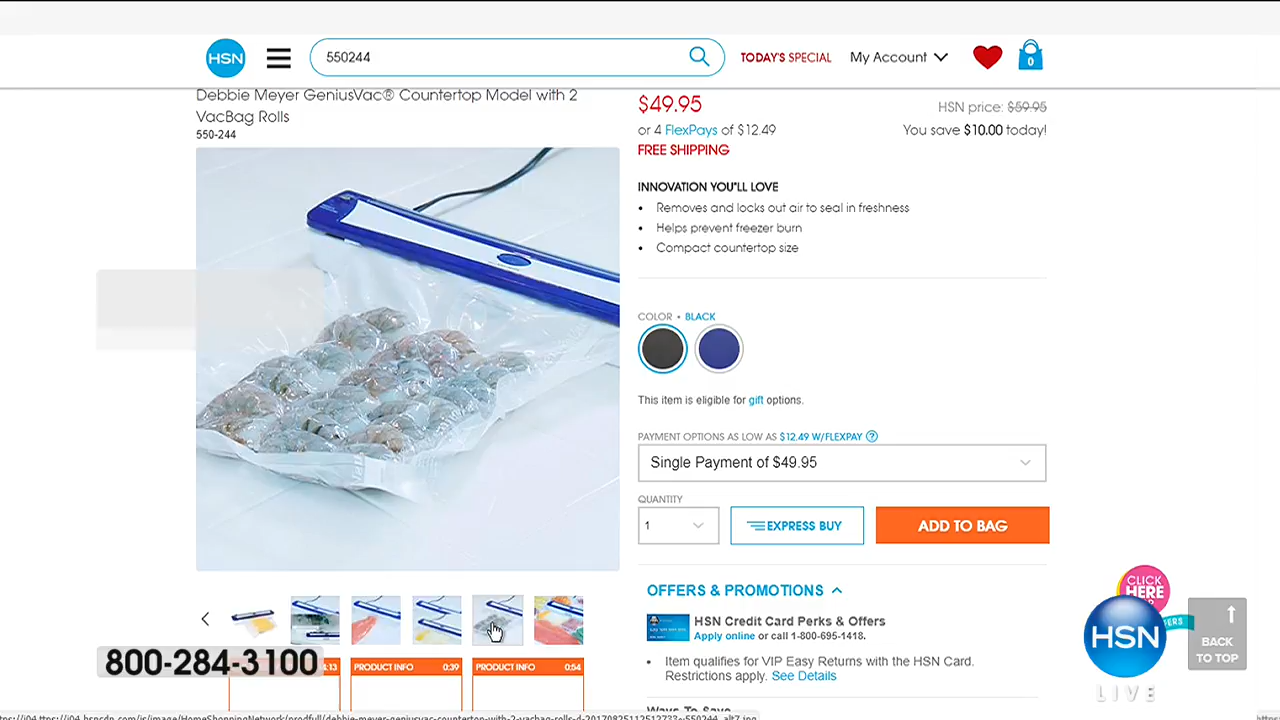 HSN
550244
TODAY'S SPECIAL
My Account
0
Debbie Meyer GeniusVac® Countertop Model with 2
VacBag Rolls
550-244
$49.95
HSN price: $59.95
or 4 FlexPays of $12.49
You save $10.00 today!
FREE SHIPPING
INNOVATION YOU'LL LOVE
• Removes and locks out air to seal in freshness
• Helps prevent freezer burn
• Compact countertop size
COLOR • BLACK
This item is eligible for gift options.
PAYMENT OPTIONS AS LOW AS $12.49 W/FLEXPAY ?
Single Payment of $49.95
QUANTITY
1
EXPRESS BUY
ADD TO BAG
OFFERS & PROMOTIONS
HSN Credit Card Perks & Offers
Apply online or call 1-800-695-1418.
• Item qualifies for VIP Easy Returns with the HSN Card.
Restrictions apply. See Details
Ways To Save
CLICK
HERE
HSN
LIVE
BACK
TO TOP
800-284-3100
:13
PRODUCT INFO 0:39
PRODUCT INFO 0:54